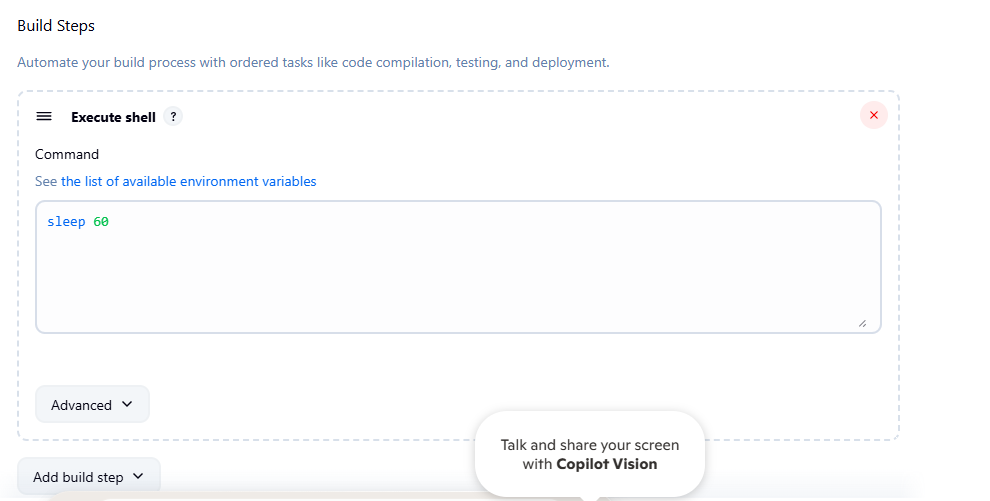 Build Steps
Automate your build process with ordered tasks like code compilation, testing, and deployment.
Execute shell ?
Command
See the list of available environment variables
sleep 60
Advanced
Add build step
Talk and share your screen
with Copilot Vision